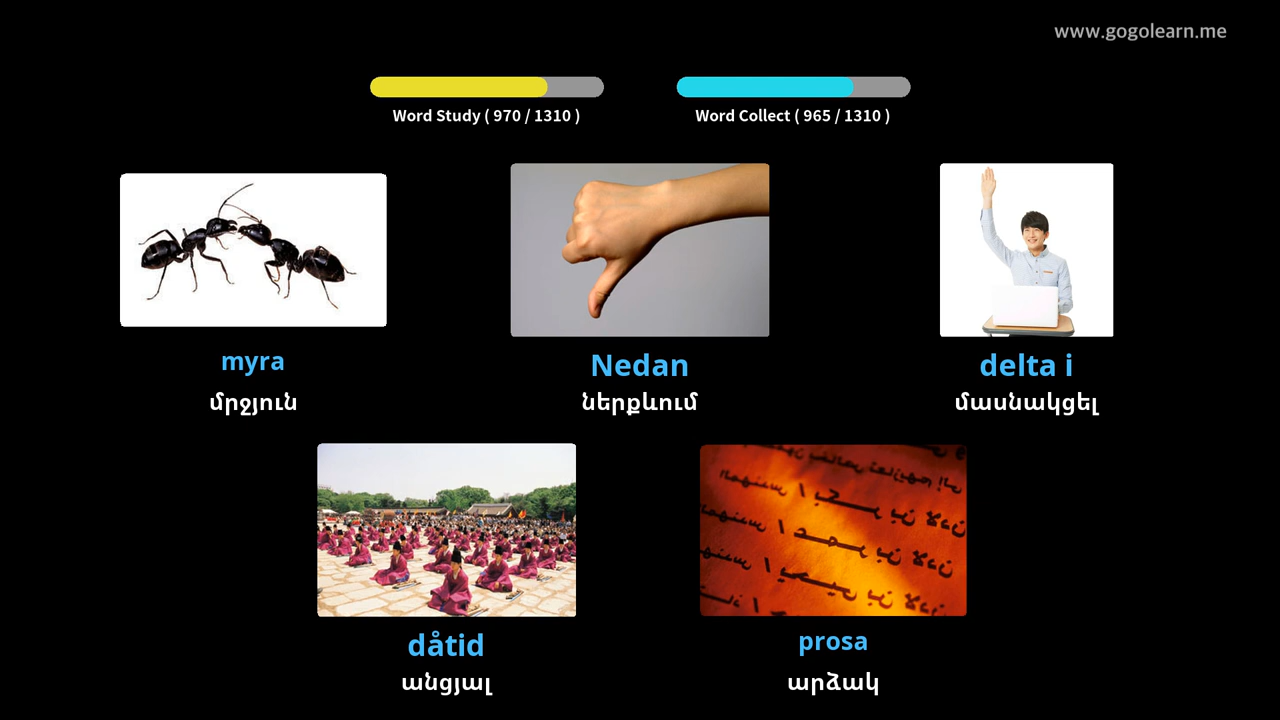 www.gogolearn.me
Word Study ( 970 / 1310 )
Word Collect ( 965 / 1310 )
myra
մրջյուն
Nedan
ներքևում
delta i
մասնակցել
dåtid
անցյալ
prosa
արձակ